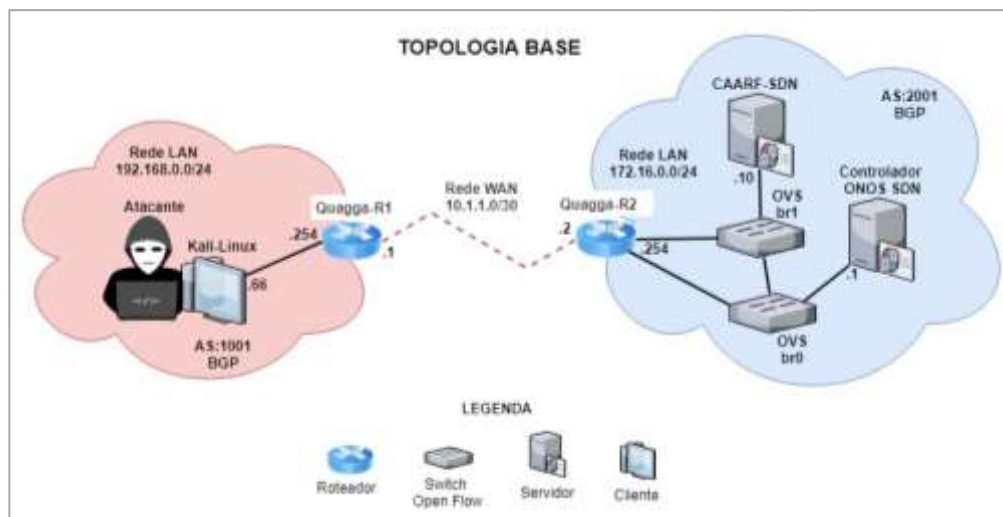 TOPOLOGIA BASE
Rede LAN
192.168.0.0/24
Atacante
Kali-Linux
.66
AS:1001
BGP
.254
Quagga-R1
.1
Rede WAN
10.1.1.0/30
Quagga-R2
.2
.254
Rede LAN
172.16.0.0/24
CAARF-SDN
.10
AS:2001
BGP
OVS
br1
Controlador
ONOS SDN
.1
OVS
br0
LEGENDA
Roteador
Switch
Open Flow
Servidor
Cliente